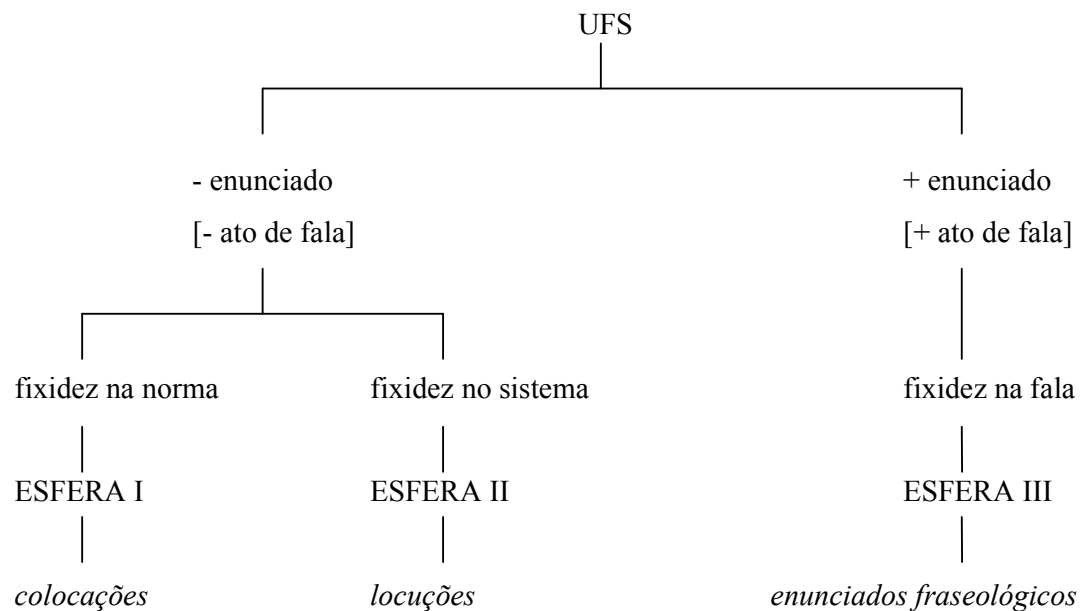 UFS
- enunciado
+ enunciado
[- ato de fala]
[+ ato de fala]
fixidez na norma
fixidez no sistema
fixidez na fala
ESFERA I
ESFERA II
ESFERA III
colocações
locuções
enunciados fraseológicos